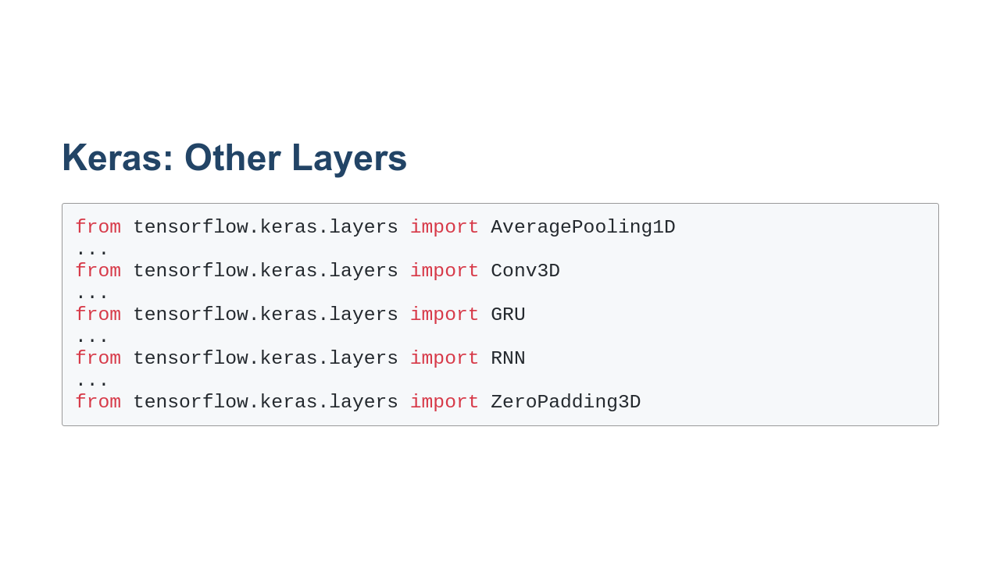 Keras: Other Layers
from tensorflow.keras.layers import AveragePooling1D
...
from tensorflow.keras.layers import Conv3D
...
from tensorflow.keras.layers import GRU
...
from tensorflow.keras.layers import RNN
...
from tensorflow.keras.layers import ZeroPadding3D